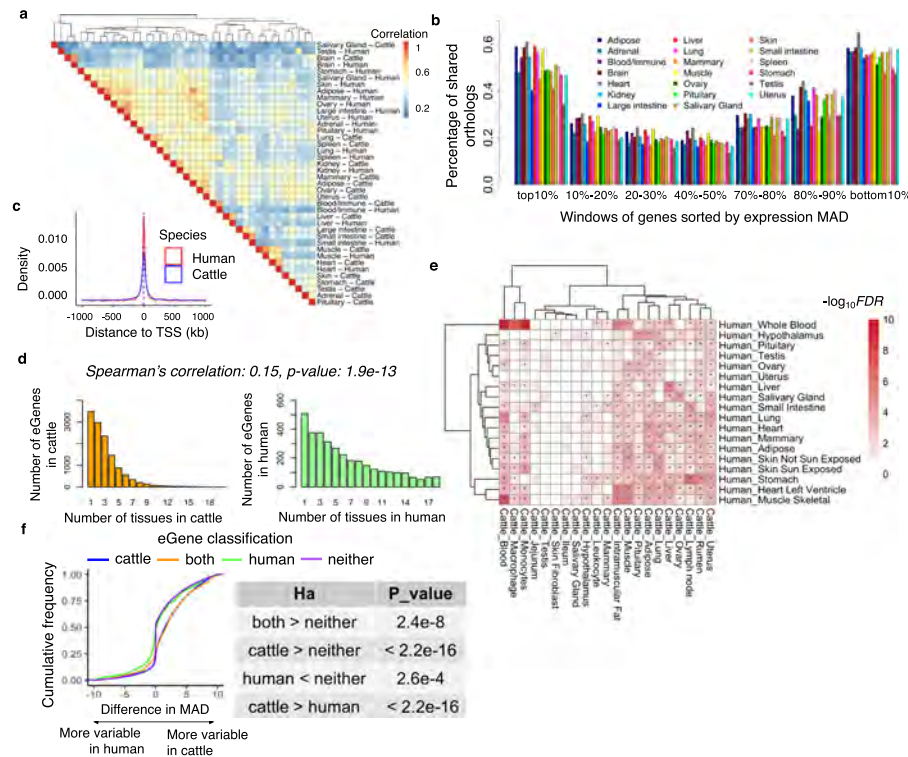 a
Correlation
1
0.6
0.2
Salivary Gland – Cattle
Testis – Human
Brain – Cattle
Brain – Human
Stomach – Human
Salivary Gland – Human
Skin – Human
Adipose – Human
Mammary – Human
Ovary – Human
Large intestine – Human
Uterus – Human
Adrenal – Human
Pituitary – Human
Lung – Cattle
Spleen – Cattle
Lung – Human
Spleen – Human
Kidney – Cattle
Kidney – Human
Mammary – Cattle
Adipose – Cattle
Ovary – Cattle
Uterus – Cattle
Blood/Immune – Cattle
Blood/Immune – Human
Liver – Cattle
Liver – Human
Large intestine – Cattle
Small intestine – Cattle
Small intestine – Human
Muscle – Cattle
Muscle – Human
Heart – Cattle
Heart – Human
Skin – Cattle
Stomach – Cattle
Testis – Cattle
Adrenal – Cattle
Pituitary – Cattle
b
Percentage of shared
orthologs
0.6
0.4
0.2
0.0
Adipose
Adrenal
Blood/Immune
Brain
Heart
Kidney
Large intestine
Liver
Lung
Mammary
Muscle
Ovary
Pituitary
Salivary Gland
Skin
Small intestine
Spleen
Stomach
Testis
Uterus
top10% 10%-20% 20-30% 40%-50% 70%-80% 80%-90% bottom10%
Windows of genes sorted by expression MAD
c
Density
0.010
0.005
0.000
Species
Human
Cattle
-1000 -500 0 500 1000
Distance to TSS (kb)
d
Spearman's correlation: 0.15, p-value: 1.9e-13
Number of eGenes
in cattle
0 1000 3000
1 3 5 7 9 12 15 18
Number of tissues in cattle
Number of eGenes
in human
0 200 400 600
1 3 5 7 9 11 14 17
Number of tissues in human
e
-log10FDR
10
8
6
4
2
0
Human_Whole Blood
Human_Hypothalamus
Human_Pituitary
Human_Testis
Human_Ovary
Human_Uterus
Human_Liver
Human_Salivary Gland
Human_Small Intestine
Human_Lung
Human_Heart
Human_Mammary
Human_Adipose
Human_Skin Not Sun Exposed
Human_Skin Sun Exposed
Human_Stomach
Human_Heart Left Ventricle
Human_Muscle Skeletal
Cattle_Blood
Cattle_Macrophage
Cattle_Monocytes
Cattle_Jejunum
Cattle_Testis
Cattle_Skin Fibroblast
Cattle_Ileum
Cattle_Salivary Gland
Cattle_Hypothalamus
Cattle_Leukocyte
Cattle_Mammary
Cattle_Intramuscular Fat
Cattle_Muscle
Cattle_Pituitary
Cattle_Adipose
Cattle_Lung
Cattle_Liver
Cattle_Ovary
Cattle_Lymph node
Cattle_Rumen
Cattle_Uterus
f
eGene classification
cattle both human neither
Cumulative frequency
1.00
0.75
0.50
0.25
0.00
-10 -5 0 5 10
Difference in MAD
More variable
in human
More variable
in cattle
Ha P_value
both > neither 2.4e-8
cattle > neither < 2.2e-16
human < neither 2.6e-4
cattle > human < 2.2e-16